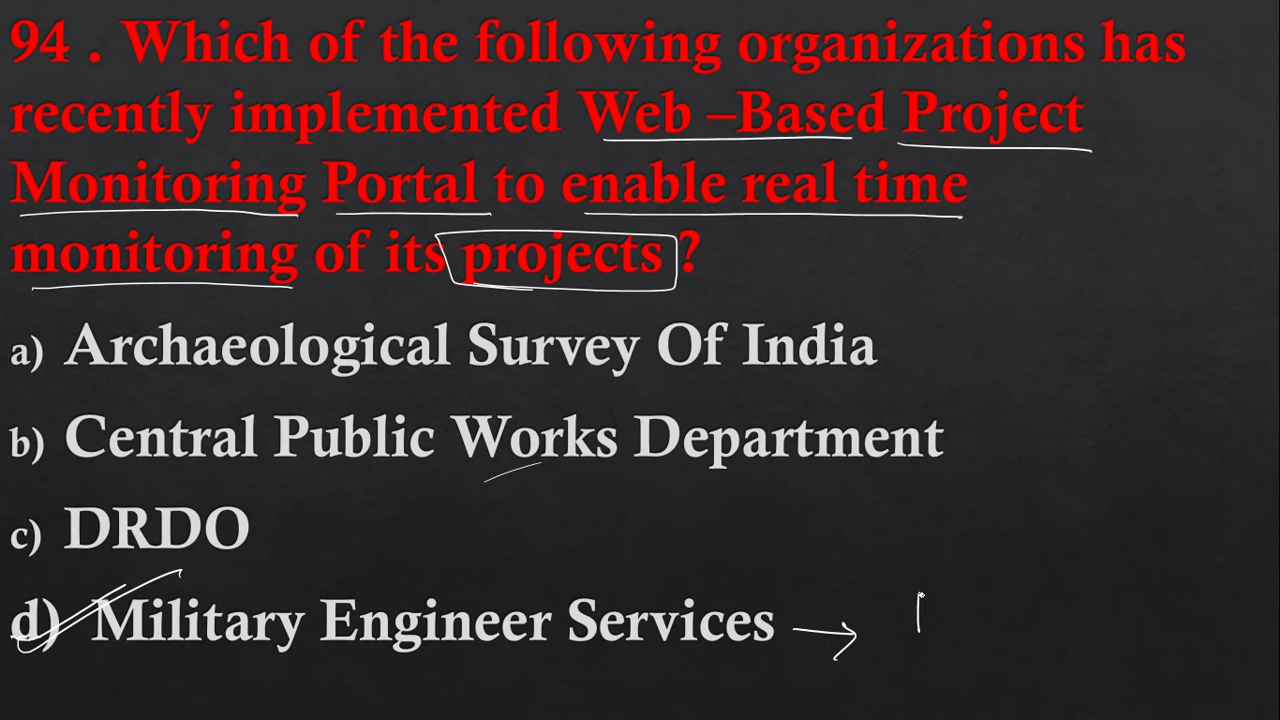 94 . Which of the following organizations has
recently implemented Web –Based Project
Monitoring Portal to enable real time
monitoring of its projects ?
a) Archaeological Survey Of India
b) Central Public Works Department
c) DRDO
d) Military Engineer Services →